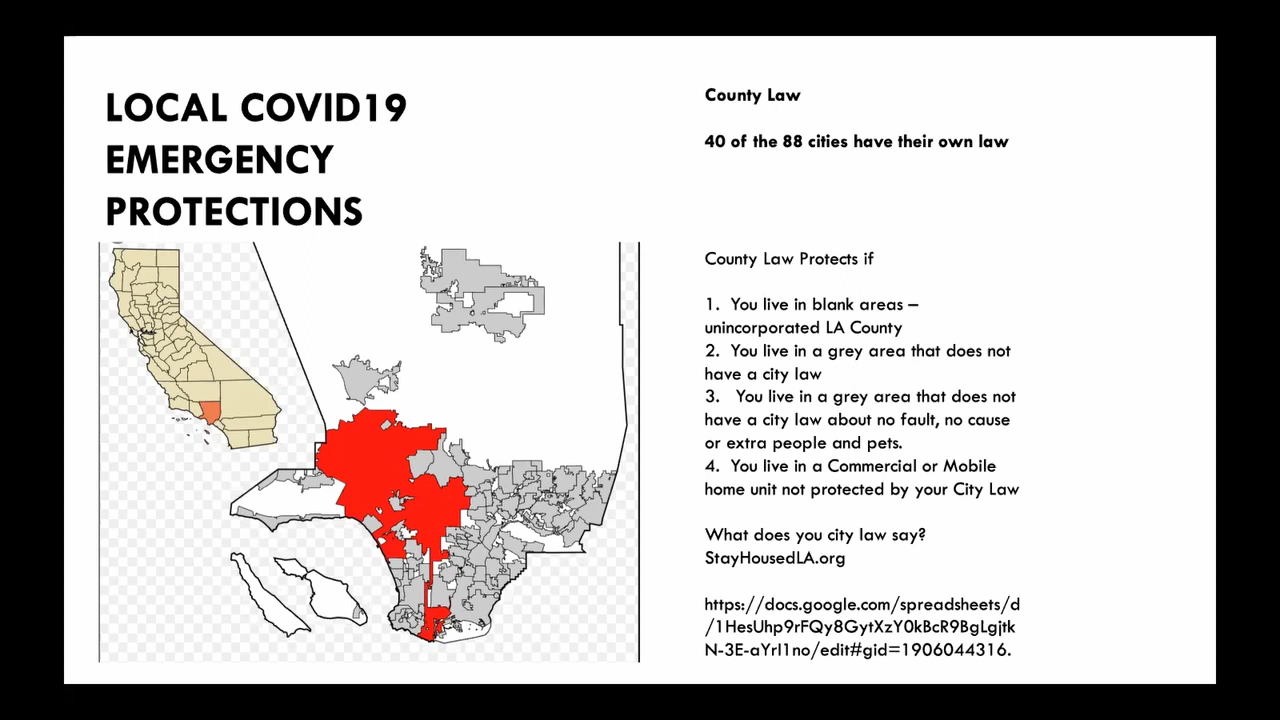 LOCAL COVID19
EMERGENCY
PROTECTIONS
County Law
40 of the 88 cities have their own law
County Law Protects if
1. You live in blank areas –
unincorporated LA County
2. You live in a grey area that does not
have a city law
3. You live in a grey area that does not
have a city law about no fault, no cause
or extra people and pets.
4. You live in a Commercial or Mobile
home unit not protected by your City Law
What does you city law say?
StayHousedLA.org
https://docs.google.com/spreadsheets/d
/1HesUhp9rFQy8GytXzY0kBcR9BgLgjtk
N-3E-aYrI1no/edit#gid=1906044316.